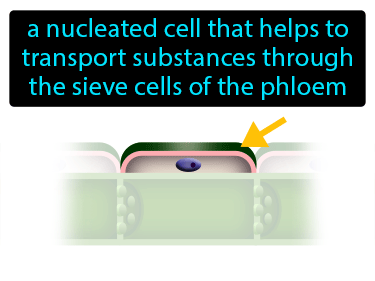 a nucleated cell that helps to
transport substances through
the sieve cells of the phloem